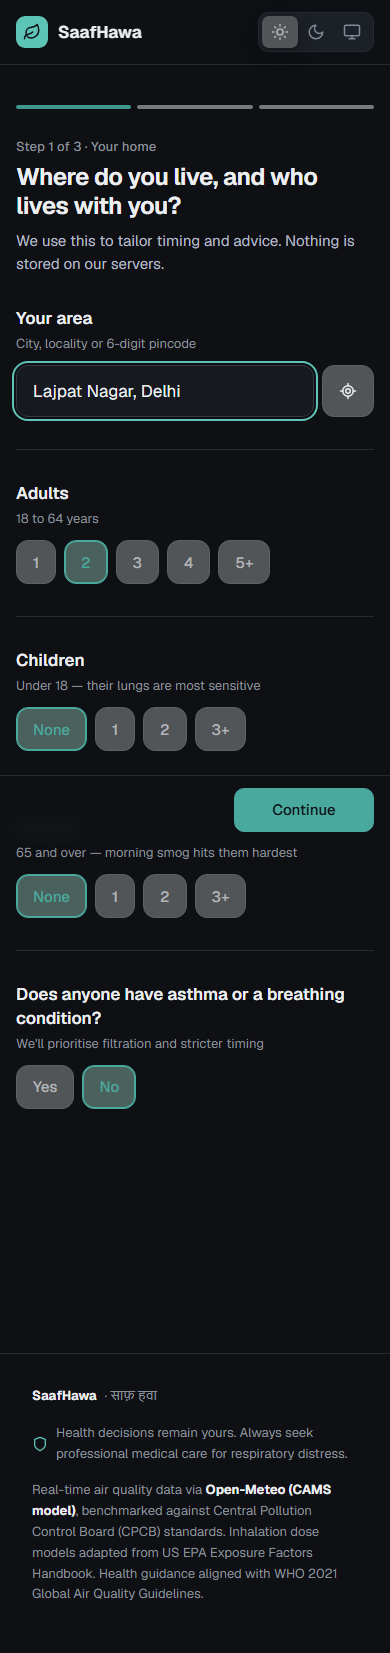 SaafHawa
Step 1 of 3 · Your home
Where do you live, and who
lives with you?
We use this to tailor timing and advice. Nothing is
stored on our servers.
Your area
City, locality or 6-digit pincode
Lajpat Nagar, Delhi
Adults
18 to 64 years
1 2 3 4 5+
Children
Under 18 — their lungs are most sensitive
None 1 2 3+
Continue
65 and over — morning smog hits them hardest
None 1 2 3+
Does anyone have asthma or a breathing
condition?
We'll prioritise filtration and stricter timing
Yes No
SaafHawa · साफ़ हवा
Health decisions remain yours. Always seek
professional medical care for respiratory distress.
Real-time air quality data via Open-Meteo (CAMS
model), benchmarked against Central Pollution
Control Board (CPCB) standards. Inhalation dose
models adapted from US EPA Exposure Factors
Handbook. Health guidance aligned with WHO 2021
Global Air Quality Guidelines.